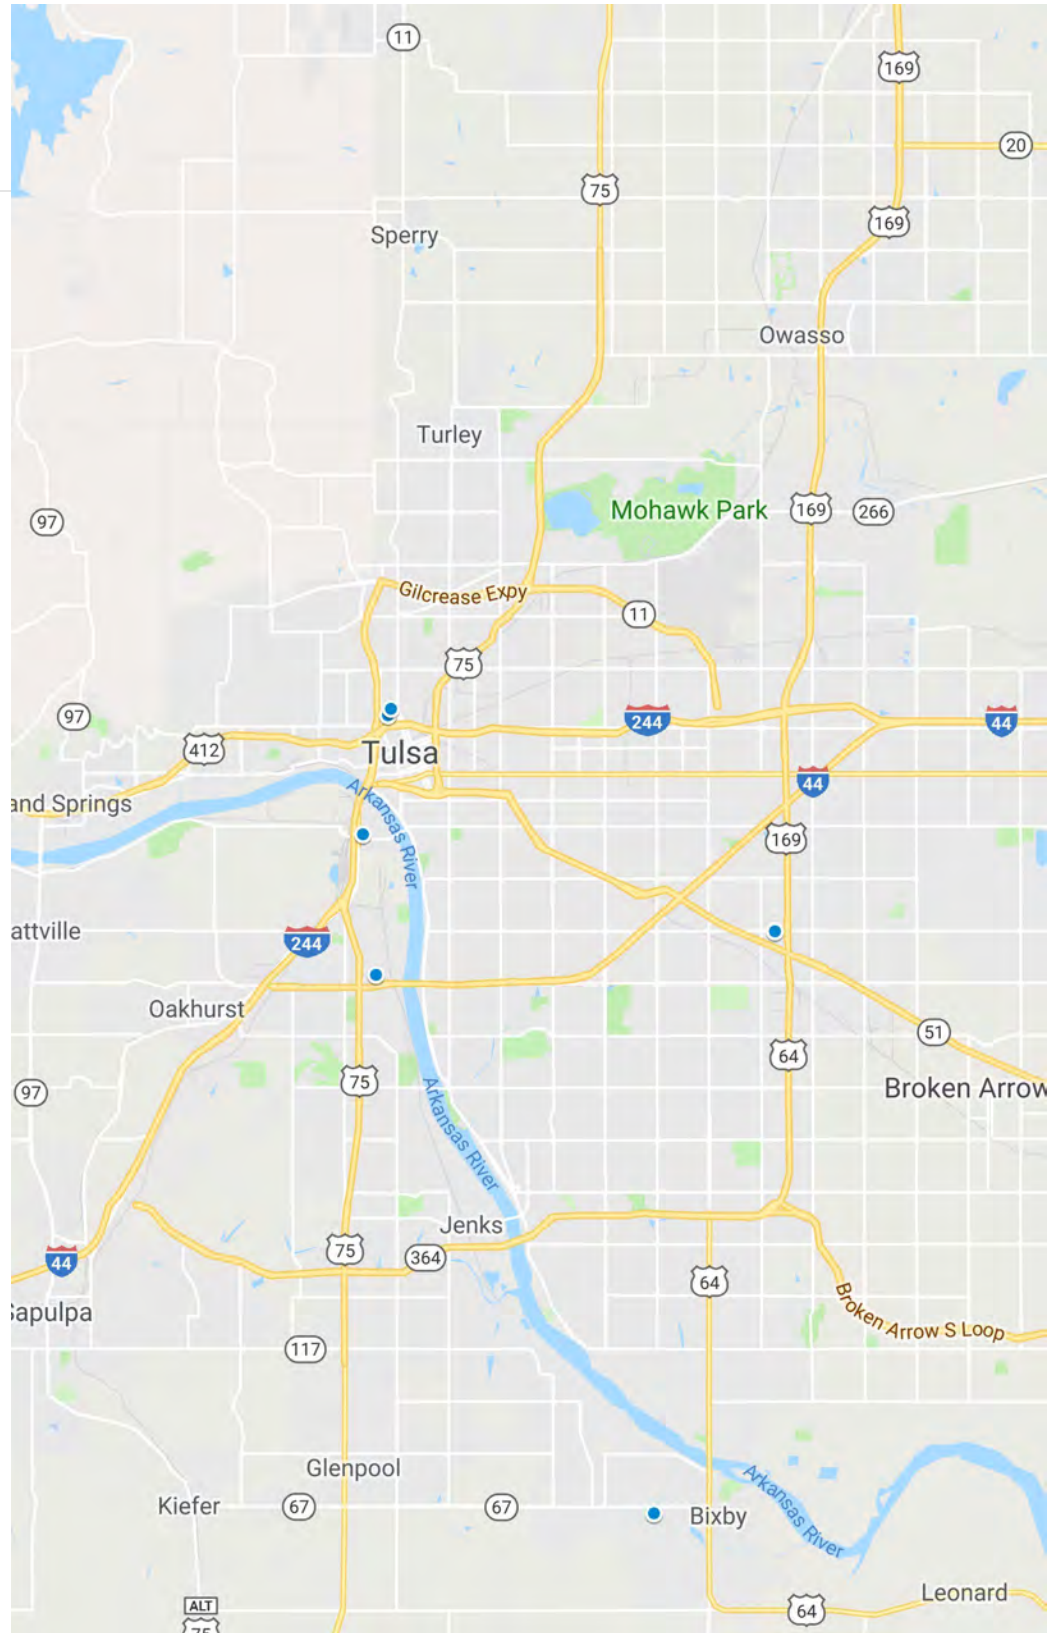 11
169
20
75
169
Sperry
Owasso
Turley
Mohawk Park
169
266
97
Gilcrease Expy
11
75
97
244
44
412
Tulsa
44
and Springs
Arkansas River
169
attville
244
Oakhurst
51
64
75
97
Broken Arrow
Arkansas River
Jenks
75
364
44
64
Sapulpa
Broken Arrow S Loop
117
Glenpool
Arkansas River
Kiefer
67
67
Bixby
Leonard
ALT
64
75